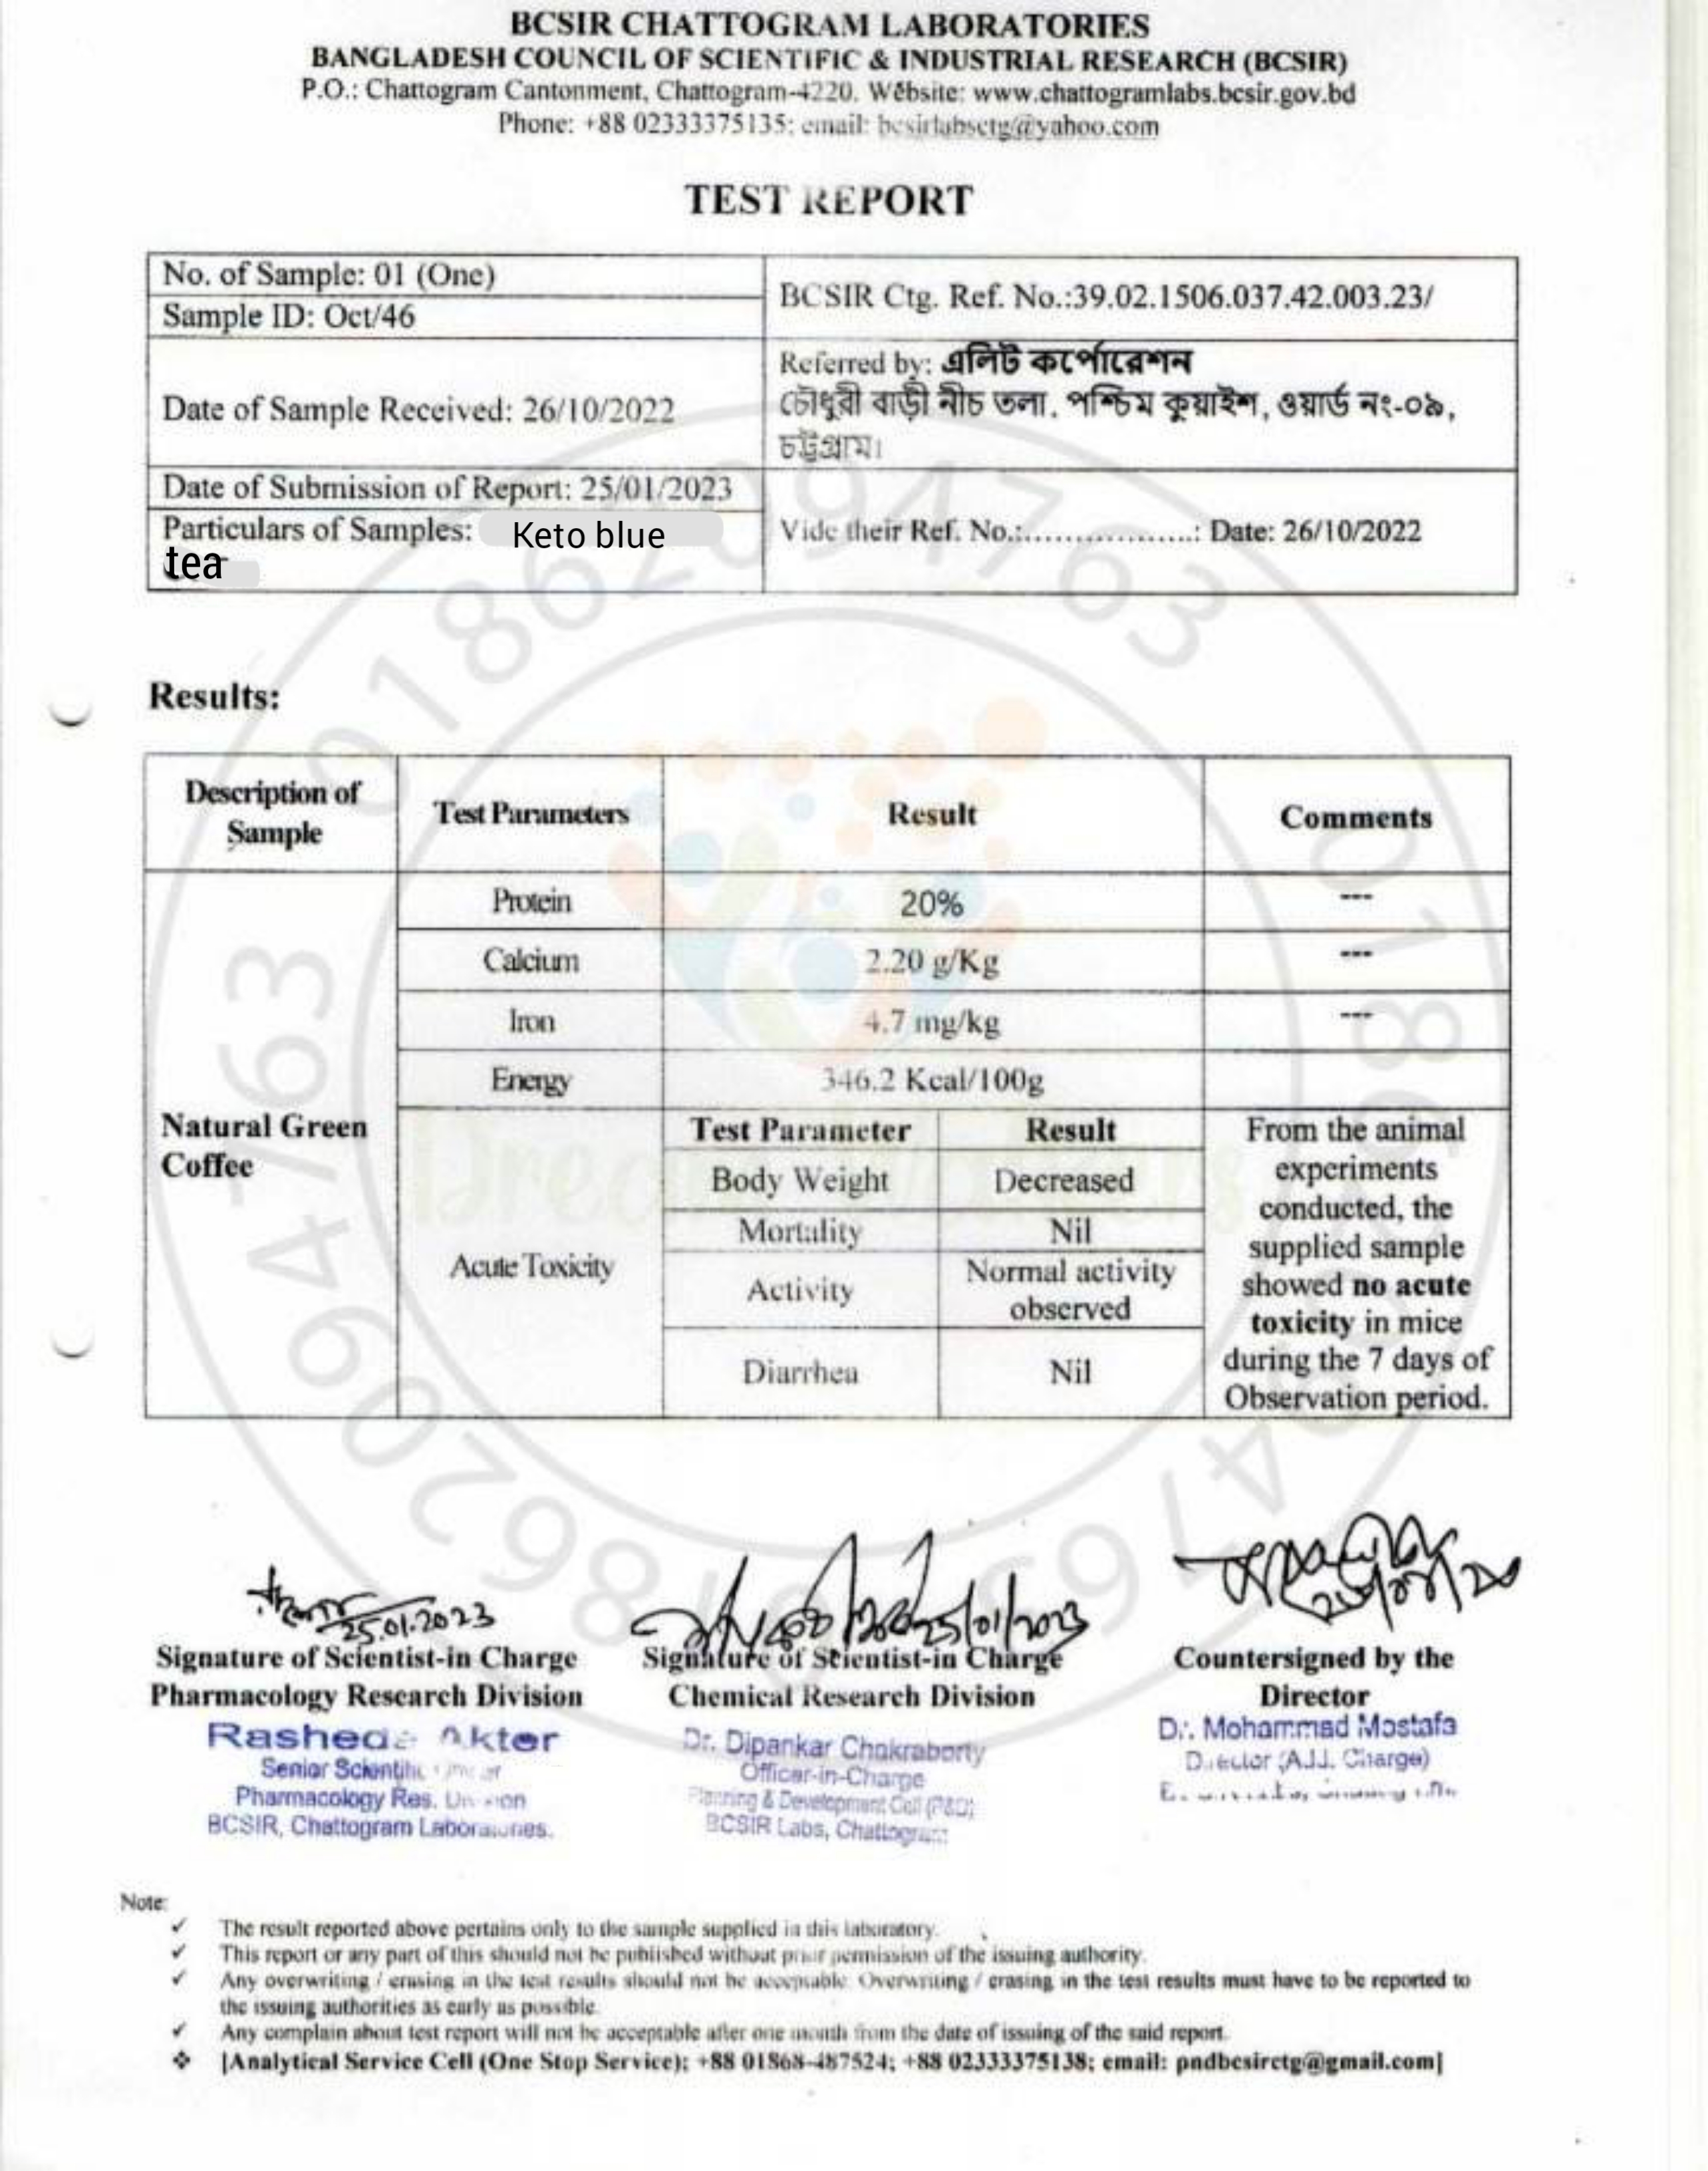 BCSIR CHATTOGRAM LABORATORIES
BANGLADESH COUNCIL OF SCIENTIFIC & INDUSTRIAL RESEARCH (BCSIR)
P.O.: Chattogram Cantonment, Chattogram-4220. Website: www.chattogramlabs.bcsir.gov.bd
Phone: +88 02333375135; email: bcsirlabsctg@yahoo.com
TEST REPORT
No. of Sample: 01 (One)
Sample ID: Oct/46
BCSIR Ctg. Ref. No.:39.02.1506.037.42.003.23/
Date of Sample Received: 26/10/2022
Referred by: এলিট কর্পোরেশন
চৌধুরী বাড়ী নীচ তলা, পশ্চিম কুয়াইশ, ওয়ার্ড নং-০৯,
চট্টগ্রাম।
Date of Submission of Report: 25/01/2023
Particulars of Samples: Keto blue
tea
Vide their Ref. No.:..................: Date: 26/10/2022
Results:
Description of Sample Test Parameters Result Comments
Natural Green Coffee
Protein 20% ---
Calcium 2.20 g/Kg ---
Iron 4.7 mg/kg ---
Energy 346.2 Kcal/100g
Acute Toxicity
Test Parameter Result
Body Weight Decreased
Mortality Nil
Activity Normal activity observed
Diarrhea Nil
From the animal
experiments
conducted, the
supplied sample
showed no acute
toxicity in mice
during the 7 days of
Observation period.
25.01.2023
25/01/2023
Signature of Scientist-in Charge
Pharmacology Research Division
Rasheda Akter
Senior Scientific
Pharmacology Res. Division
BCSIR, Chattogram Laboratories.
Signature of Scientist-in Charge
Chemical Research Division
Dr. Dipankar Chakraborty
Officer-in-Charge
Planning & Development Cell (P&D)
BCSIR Labs, Chattogram
Countersigned by the
Director
Dr. Mohammad Mostafa
Director (Charge)
Note:
✓ The result reported above pertains only to the sample supplied in this laboratory.
✓ This report or any part of this should not be published without prior permission of the issuing authority.
✓ Any overwriting / erasing in the test results should not be acceptable. Overwriting / erasing in the test results must have to be reported to
the issuing authorities as early as possible.
✓ Any complain about test report will not be acceptable after one month from the date of issuing of the said report.
❖ [Analytical Service Cell (One Stop Service); +88 01868-487524; +88 02333375138; email: pndbcsirctg@gmail.com]
01862094763